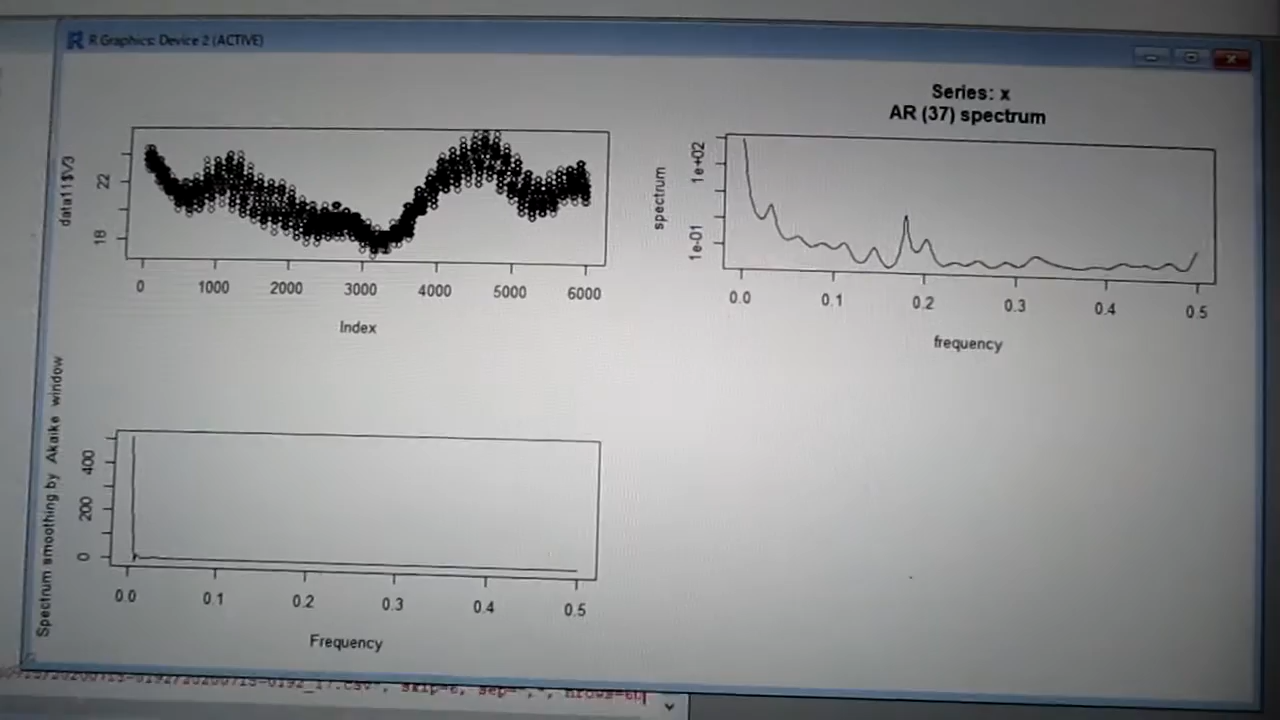 R Graphics: Device 2 (ACTIVE)
data11$V3
18 22
0 1000 2000 3000 4000 5000 6000
Index
Series: x
AR (37) spectrum
spectrum
1e-01 1e+02
0.0 0.1 0.2 0.3 0.4 0.5
frequency
Spectrum smoothing by Akaike window
0 200 400
0.0 0.1 0.2 0.3 0.4 0.5
Frequency
skip=6, sep=",",